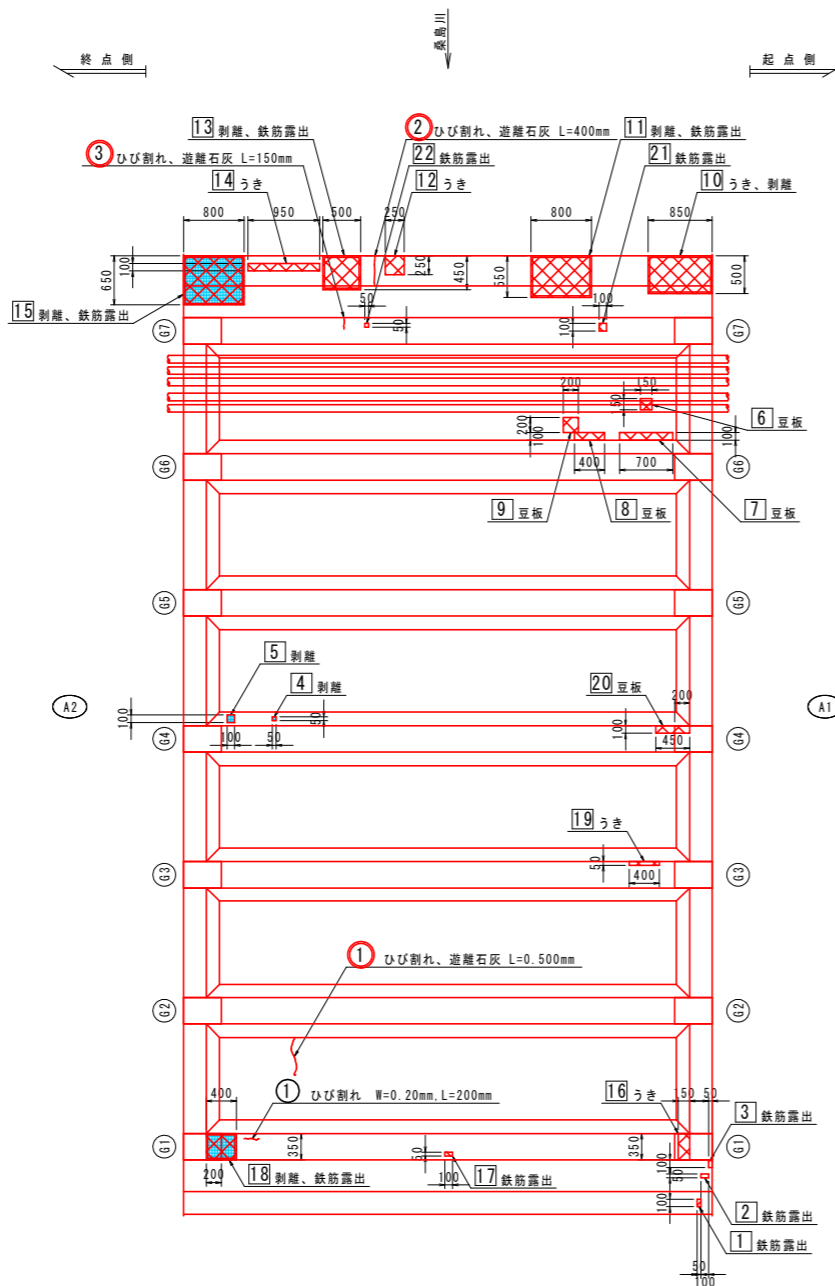 終点側
桑島川
起点側
13 剥離、鉄筋露出
② ひび割れ、遊離石灰 L=400mm
11 剥離、鉄筋露出
③ ひび割れ、遊離石灰 L=150mm
22 鉄筋露出
21 鉄筋露出
14 うき
12 うき
10 うき、剥離
800
950
500
250
800
850
650
100
250
450
550
500
15 剥離、鉄筋露出
50
50
100
100
G7
G7
200
150
150
6 豆板
200
100
100
400
700
G6
G6
9 豆板
8 豆板
7 豆板
G5
G5
5 剥離
4 剥離
20 豆板
200
A2
A1
100
100
50
50
100
450
G4
G4
19 うき
50
400
G3
G3
① ひび割れ、遊離石灰 L=0.500mm
G2
G2
400
① ひび割れ W=0.20mm,L=200mm
16 うき
150
50
3 鉄筋露出
G1
350
350
G1
200
18 剥離、鉄筋露出
50
100
17 鉄筋露出
100
50
2 鉄筋露出
100
1 鉄筋露出
50
100